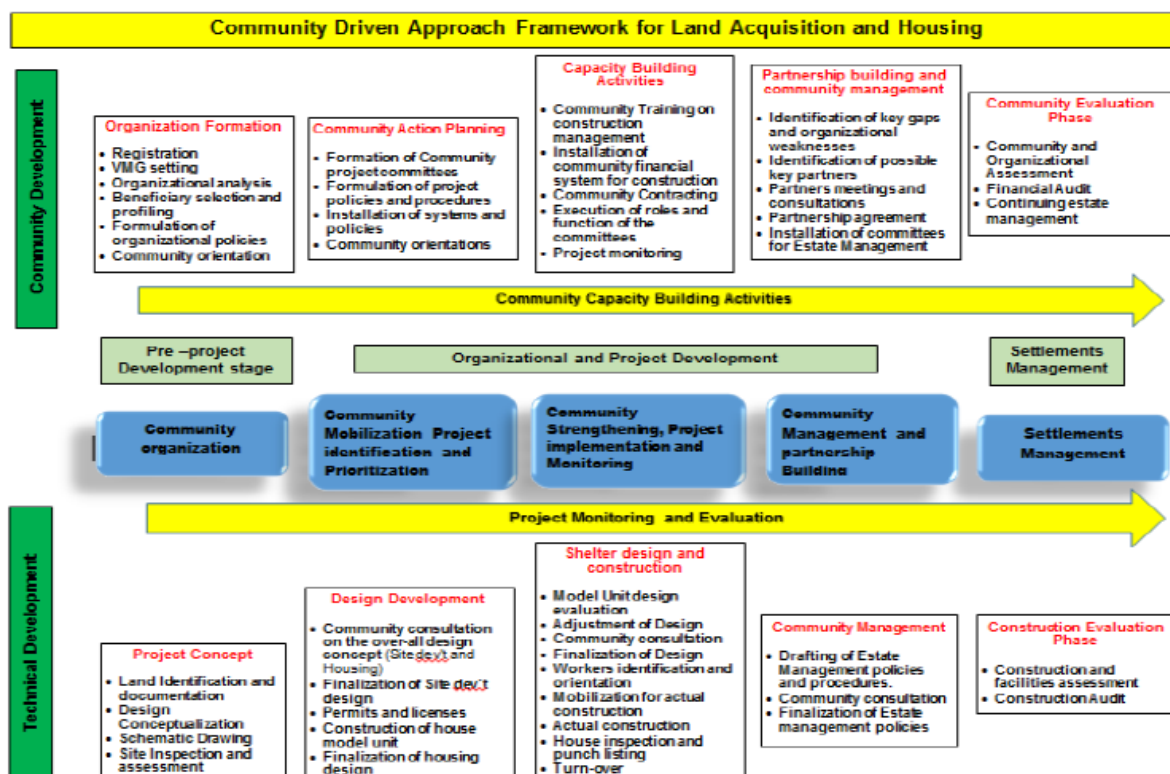 Community Driven Approach Framework for Land Acquisition and Housing
Community Development
Organization Formation
• Registration
• VMG setting
• Organizational analysis
• Beneficiary selection and
profiling
• Formulation of
organizational policies
• Community orientation
Community Action Planning
• Formation of Community
project committees
• Formulation of project
policies and procedures
• Installation of systems and
policies
• Community orientations
Capacity Building
Activities
• Community Training on
construction
management
• Installation of
community financial
system for construction
• Community Contracting
• Execution of roles and
function of the
committees
• Project monitoring
Partnership building and
community management
• Identification of key gaps
and organizational
weaknesses
• Identification of possible
key partners
• Partners meetings and
consultations
• Partnership agreement
• Installation of committees
for Estate Management
Community Evaluation
Phase
• Community and
Organizational
Assessment
• Financial Audit
• Continuing estate
management
Community Capacity Building Activities
Pre –project
Development stage
Organizational and Project Development
Settlements
Management
Community
organization
Community
Mobilization Project
identification and
Prioritization
Community
Strengthening, Project
implementation and
Monitoring
Community
Management and
partnership
Building
Settlements
Management
Project Monitoring and Evaluation
Technical Development
Project Concept
• Land Identification and
documentation
• Design
Conceptualization
• Schematic Drawing
• Site Inspection and
assessment
Design Development
• Community consultation
on the over-all design
concept (Site dev't and
Housing)
• Finalization of Site dev't
design
• Permits and licenses
• Construction of house
model unit
• Finalization of housing
design
Shelter design and
construction
• Model Unit design
evaluation
• Adjustment of Design
• Community consultation
• Finalization of Design
• Workers identification and
orientation
• Mobilization for actual
construction
• Actual construction
• House inspection and
punch listing
• Turn-over
Community Management
• Drafting of Estate
Management policies
and procedures.
• Community consultation
• Finalization of Estate
management policies
Construction Evaluation
Phase
• Construction and
facilities assessment
• Construction Audit